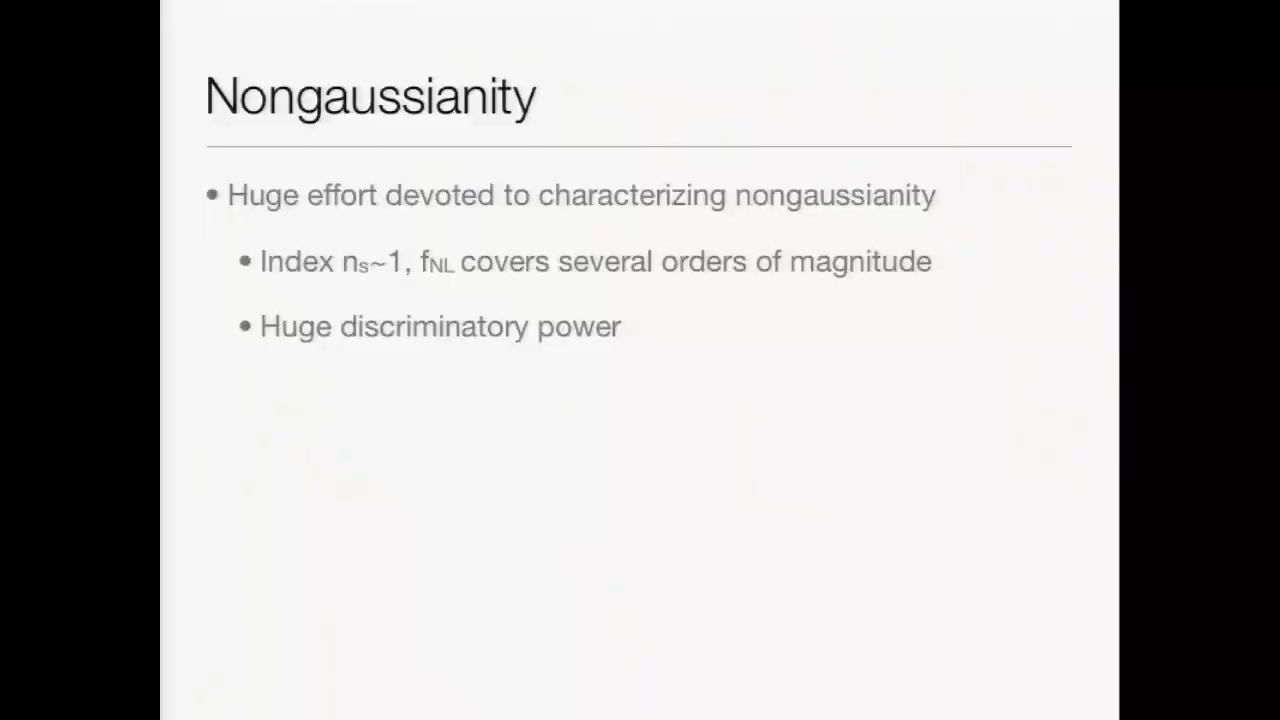 Nongaussianity
• Huge effort devoted to characterizing nongaussianity
• Index ns~1, fNL covers several orders of magnitude
• Huge discriminatory power